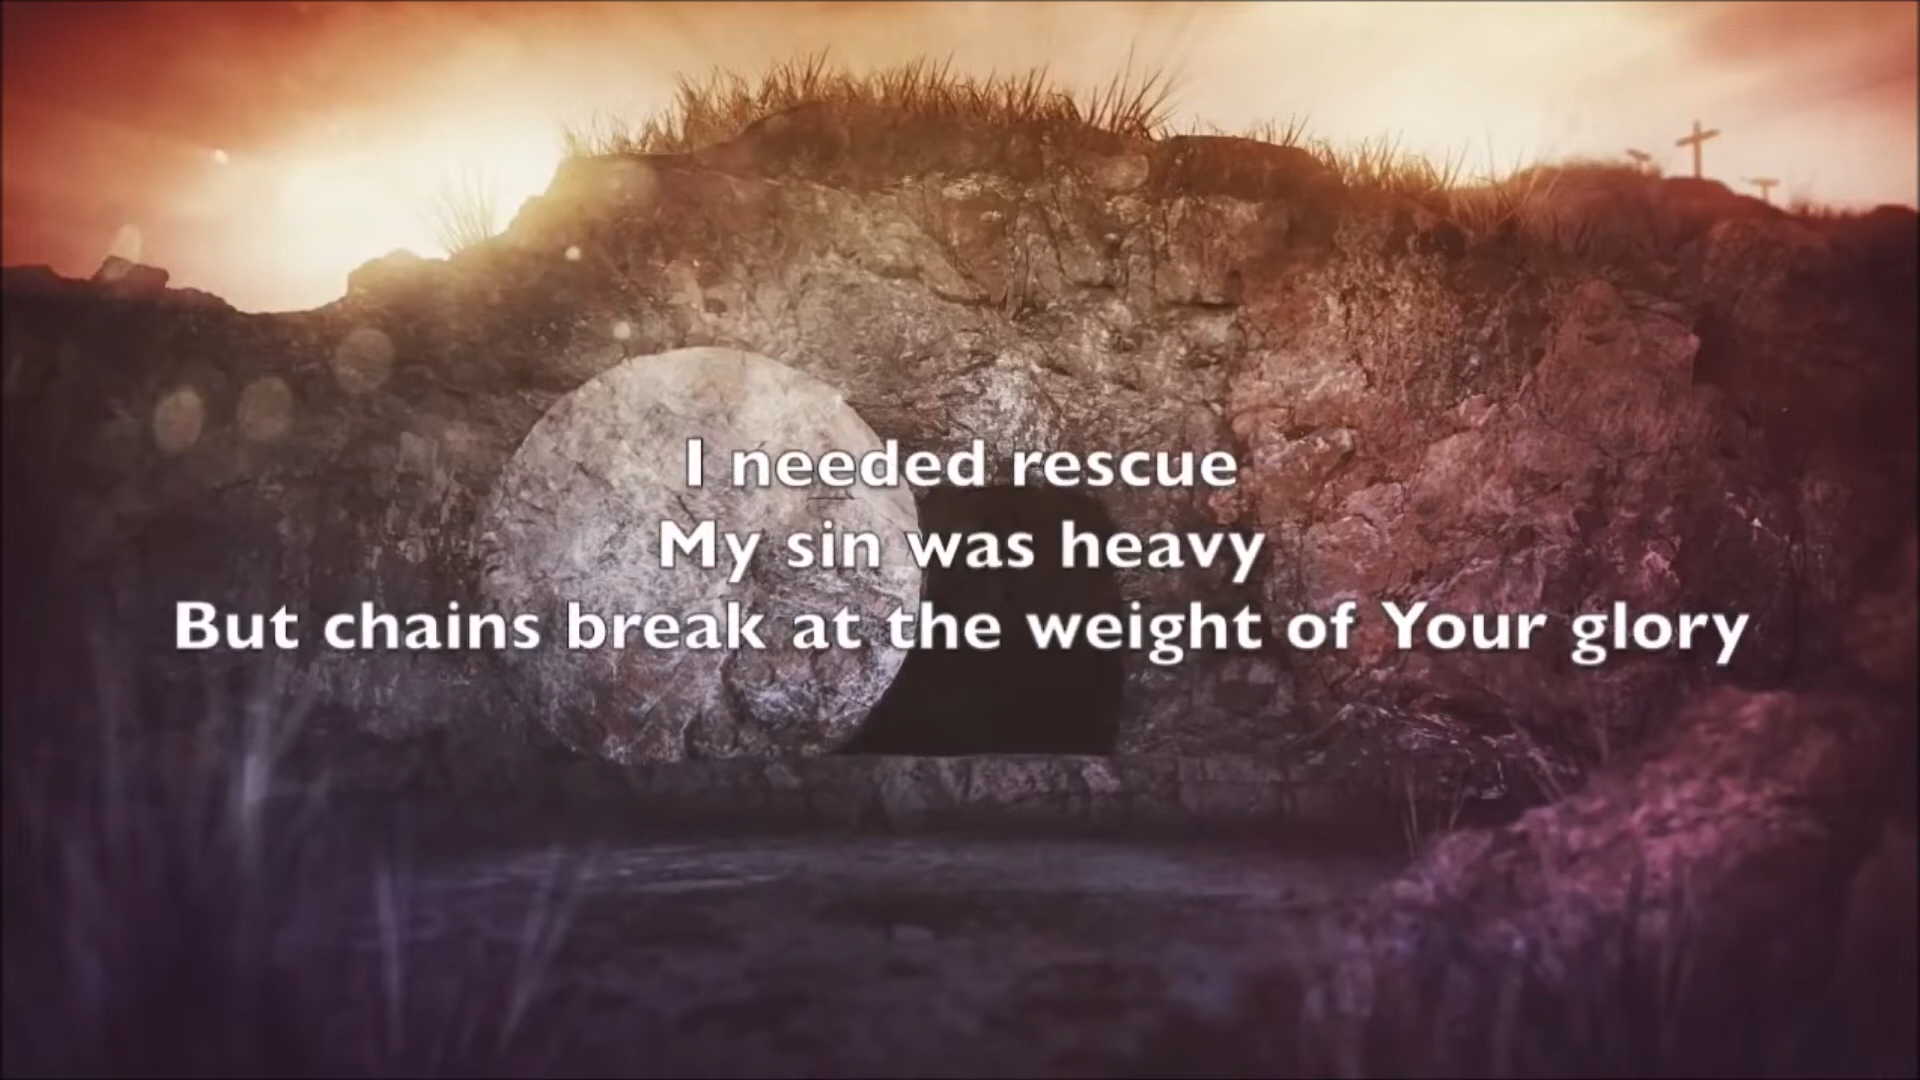 I needed rescue
My sin was heavy
But chains break at the weight of Your glory